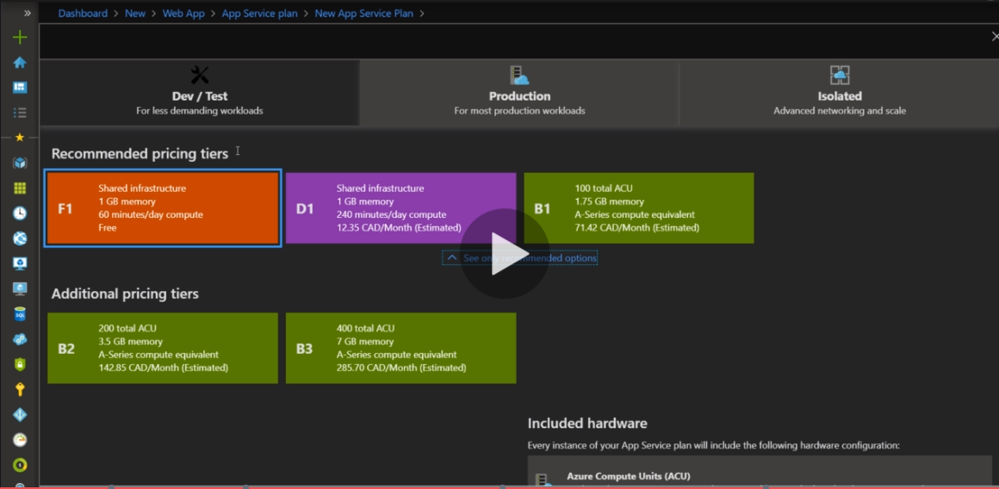 Dashboard > New > Web App > App Service plan > New App Service Plan >
Dev / Test
For less demanding workloads
Production
For most production workloads
Isolated
Advanced networking and scale
Recommended pricing tiers
F1
Shared infrastructure
1 GB memory
60 minutes/day compute
Free
D1
Shared infrastructure
1 GB memory
240 minutes/day compute
12.35 CAD/Month (Estimated)
B1
100 total ACU
1.75 GB memory
A-Series compute equivalent
71.42 CAD/Month (Estimated)
See only recommended options
Additional pricing tiers
B2
200 total ACU
3.5 GB memory
A-Series compute equivalent
142.85 CAD/Month (Estimated)
B3
400 total ACU
7 GB memory
A-Series compute equivalent
285.70 CAD/Month (Estimated)
Included hardware
Every instance of your App Service plan will include the following hardware configuration:
Azure Compute Units (ACU)